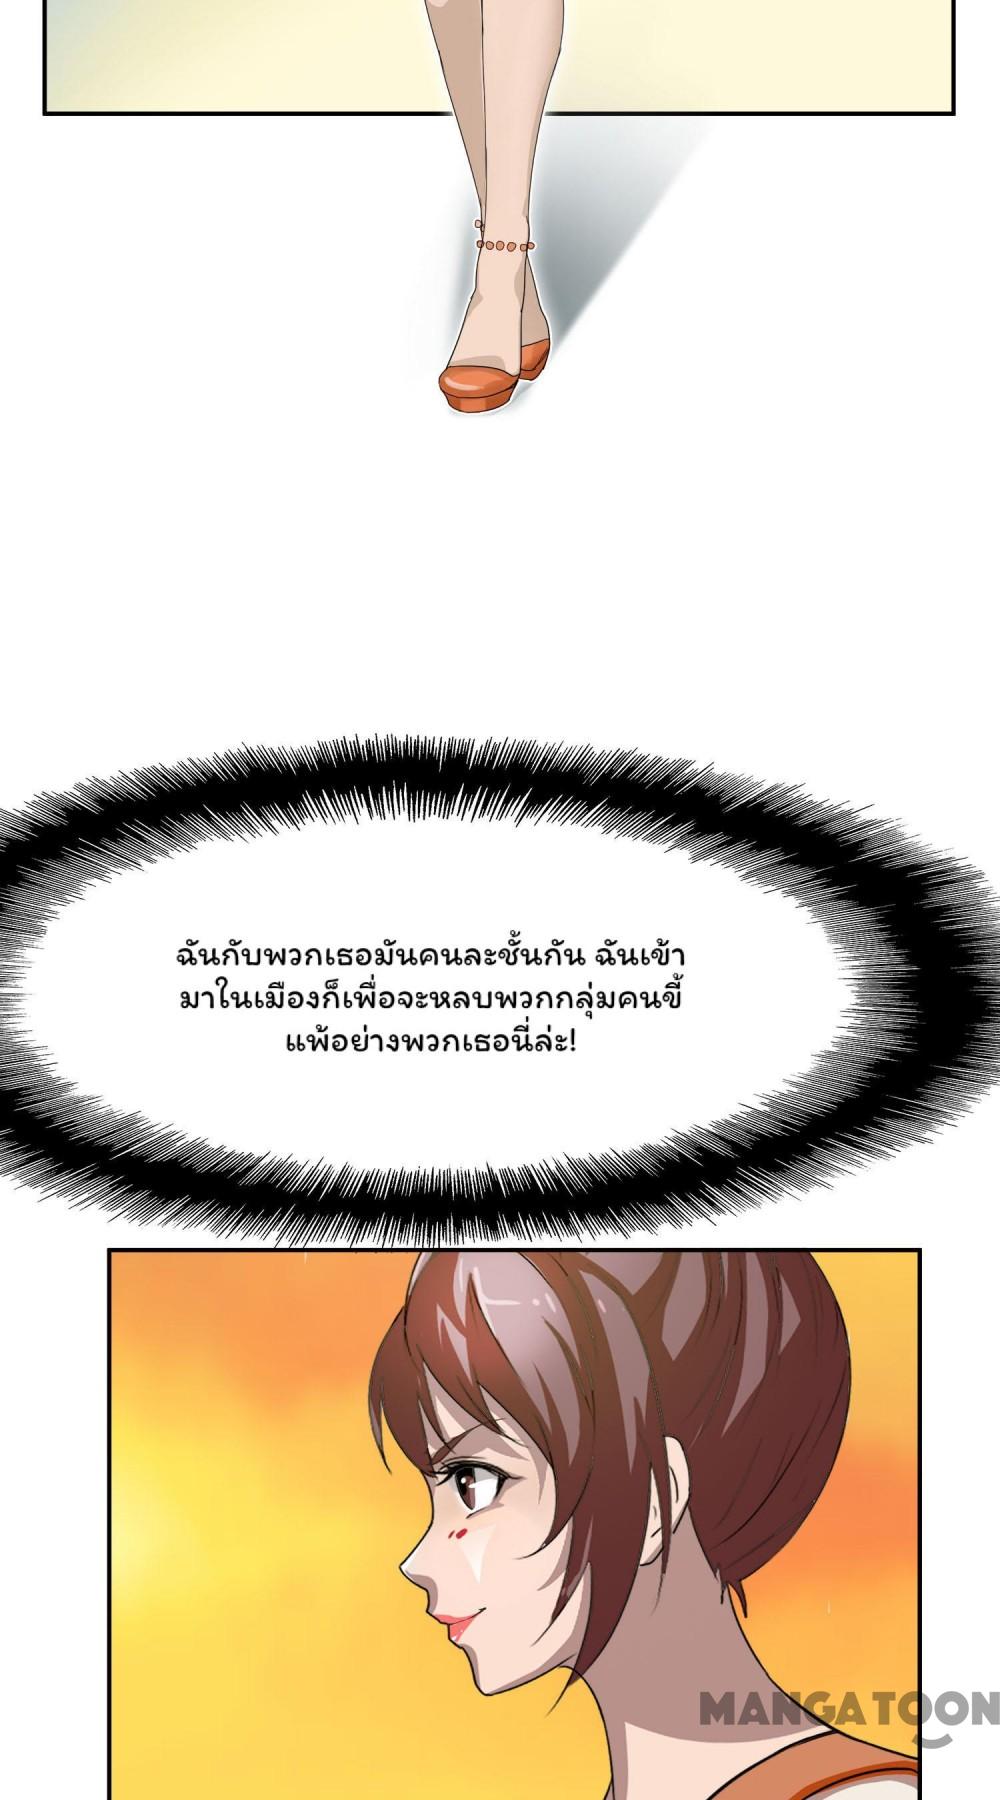 ฉันกับพวกเธอมันคนละชั้นกัน ฉันเข้า
มาในเมืองก็เพื่อจะหลบพวกกลุ่มคนขี้
แพ้อย่างพวกเธอนี่ล่ะ!
MANGATOON